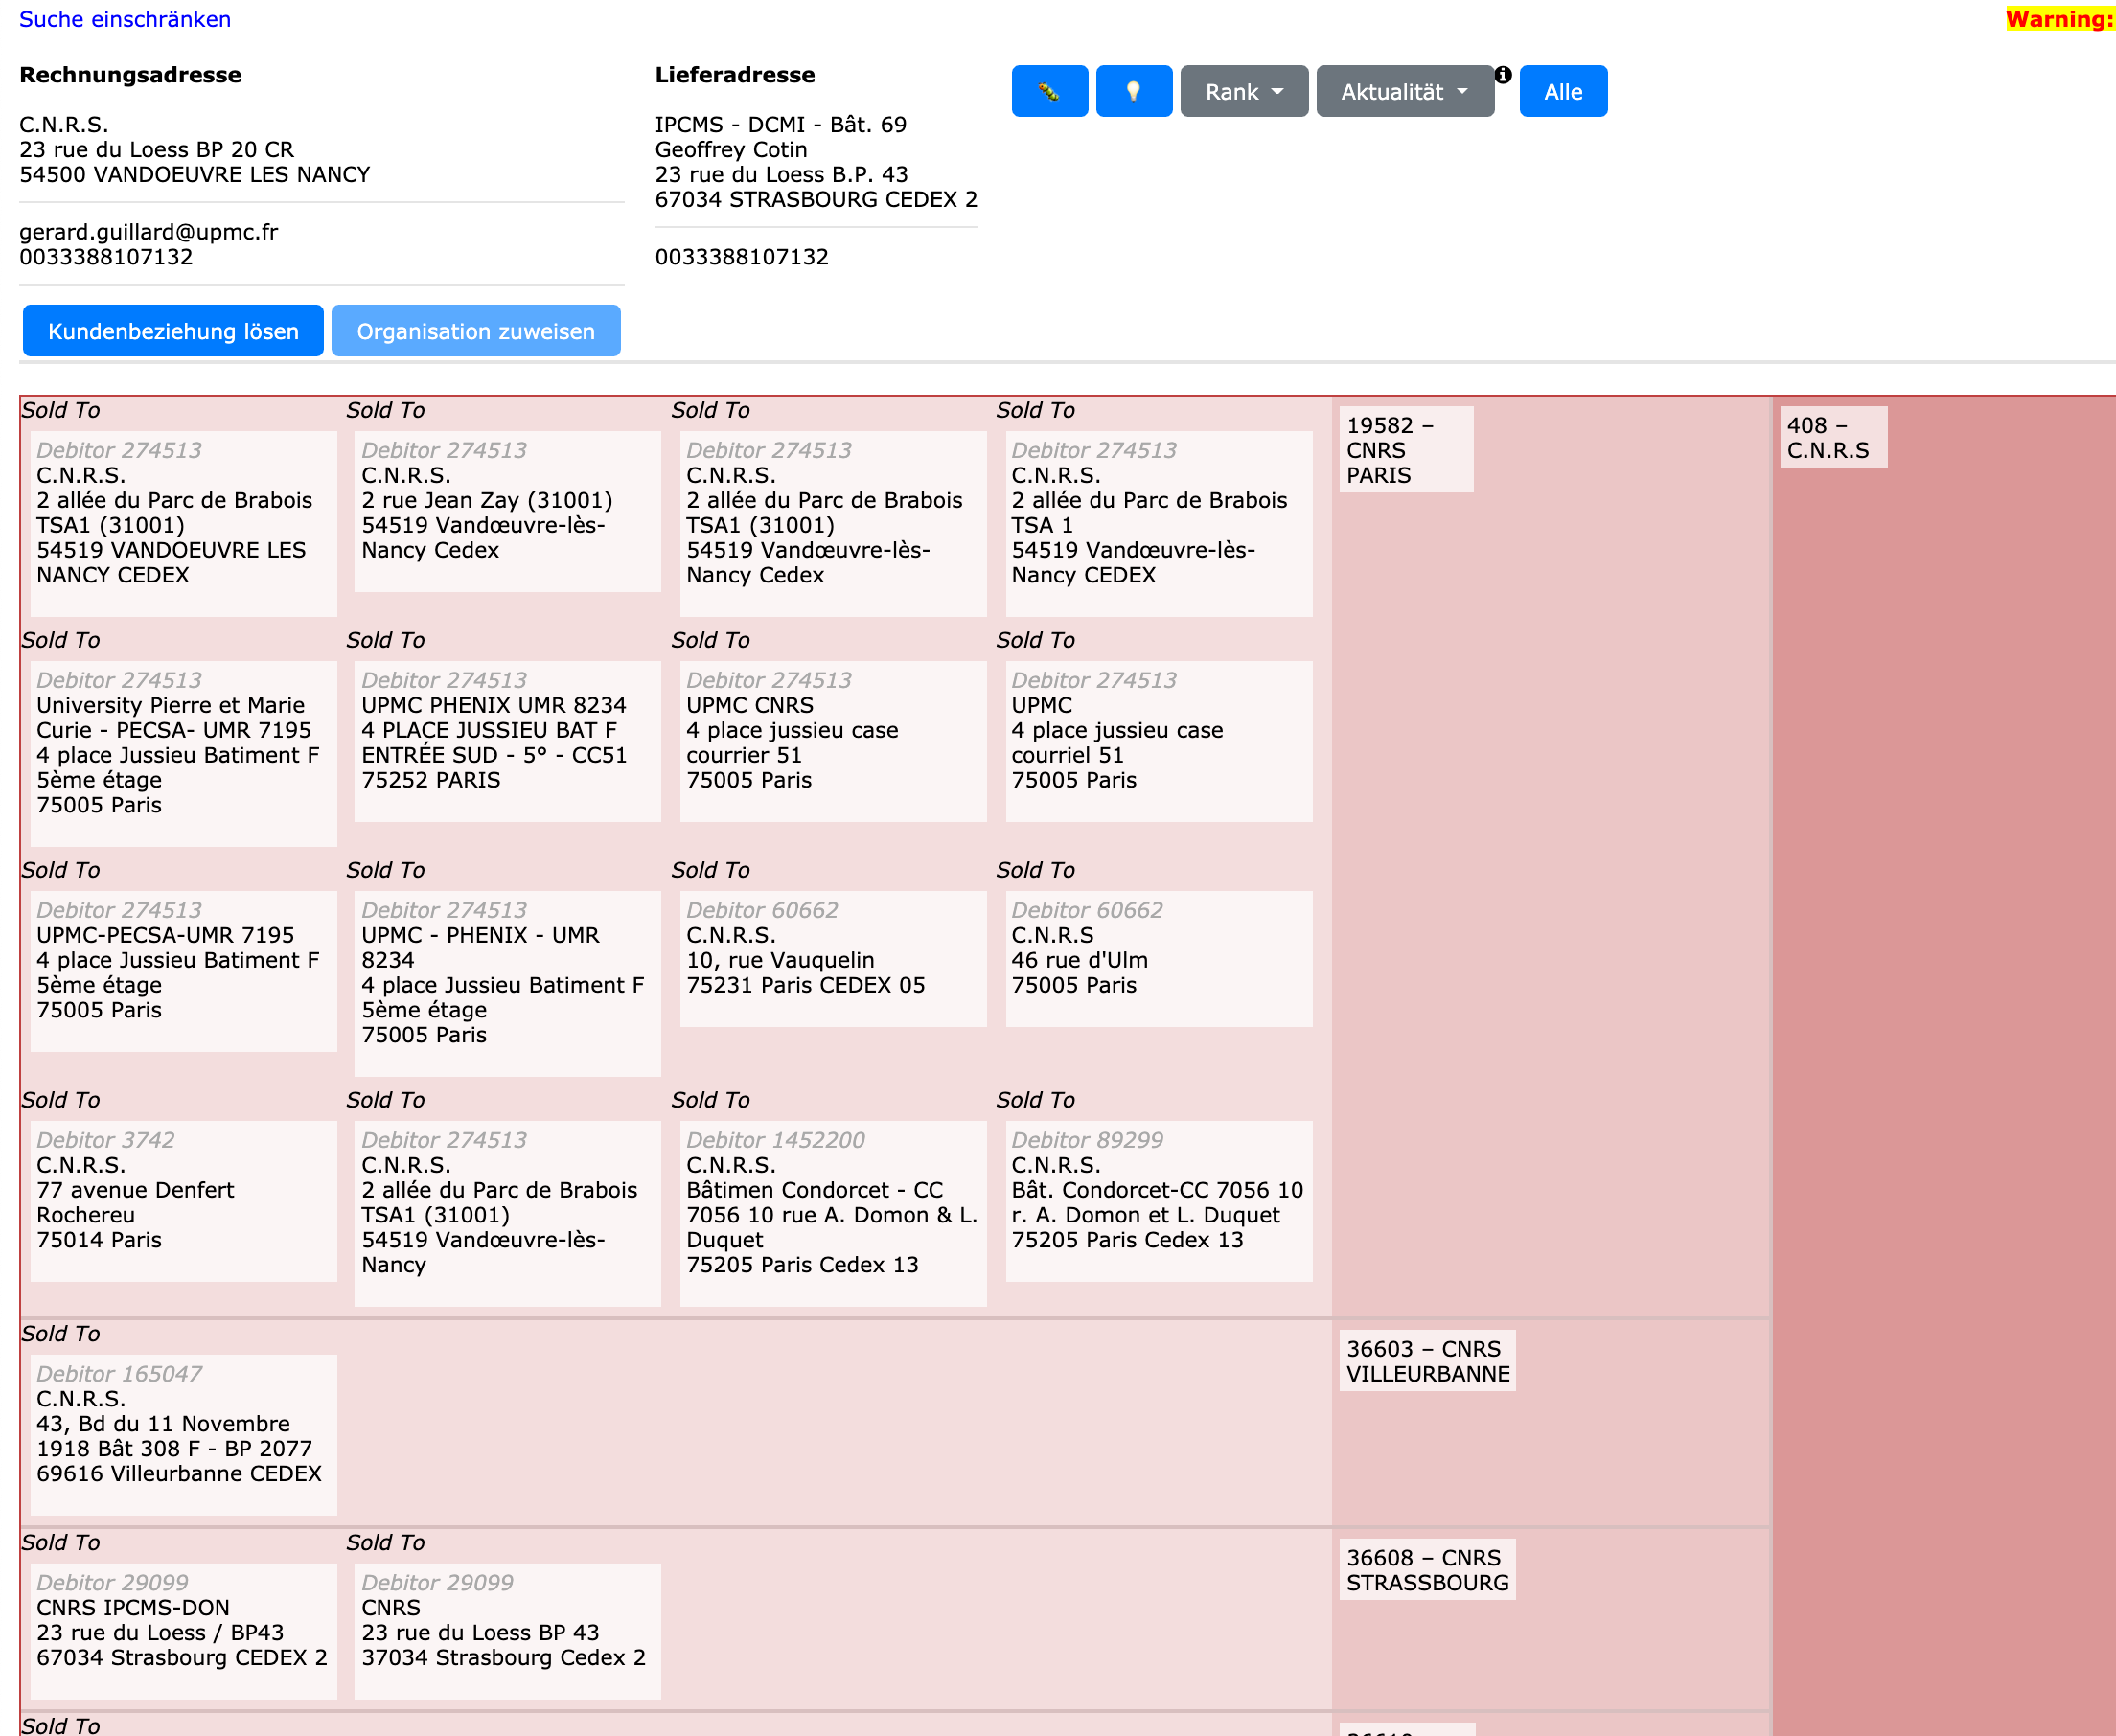 Suche einschränken
Warning:
Rechnungsadresse
C.N.R.S.
23 rue du Loess BP 20 CR
54500 VANDOEUVRE LES NANCY
gerard.guillard@upmc.fr
0033388107132
Kundenbeziehung lösen
Organisation zuweisen
Lieferadresse
IPCMS - DCMI - Bât. 69
Geoffrey Cotin
23 rue du Loess B.P. 43
67034 STRASBOURG CEDEX 2
0033388107132
Rank
Aktualität
Alle
Sold To
Debitor 274513
C.N.R.S.
2 allée du Parc de Brabois
TSA1 (31001)
54519 VANDOEUVRE LES
NANCY CEDEX
Sold To
Debitor 274513
C.N.R.S.
2 rue Jean Zay (31001)
54519 Vandœuvre-lès-
Nancy Cedex
Sold To
Debitor 274513
C.N.R.S.
2 allée du Parc de Brabois
TSA1 (31001)
54519 Vandœuvre-lès-
Nancy Cedex
Sold To
Debitor 274513
C.N.R.S.
2 allée du Parc de Brabois
TSA 1
54519 Vandœuvre-lès-
Nancy CEDEX
19582 –
CNRS
PARIS
408 –
C.N.R.S
Sold To
Debitor 274513
University Pierre et Marie
Curie - PECSA- UMR 7195
4 place Jussieu Batiment F
5ème étage
75005 Paris
Sold To
Debitor 274513
UPMC PHENIX UMR 8234
4 PLACE JUSSIEU BAT F
ENTRÉE SUD - 5° - CC51
75252 PARIS
Sold To
Debitor 274513
UPMC CNRS
4 place jussieu case
courrier 51
75005 Paris
Sold To
Debitor 274513
UPMC
4 place jussieu case
courriel 51
75005 Paris
Sold To
Debitor 274513
UPMC-PECSA-UMR 7195
4 place Jussieu Batiment F
5ème étage
75005 Paris
Sold To
Debitor 274513
UPMC - PHENIX - UMR
8234
4 place Jussieu Batiment F
5ème étage
75005 Paris
Sold To
Debitor 60662
C.N.R.S.
10, rue Vauquelin
75231 Paris CEDEX 05
Sold To
Debitor 60662
C.N.R.S
46 rue d'Ulm
75005 Paris
Sold To
Debitor 3742
C.N.R.S.
77 avenue Denfert
Rochereu
75014 Paris
Sold To
Debitor 274513
C.N.R.S.
2 allée du Parc de Brabois
TSA1 (31001)
54519 Vandœuvre-lès-
Nancy
Sold To
Debitor 1452200
C.N.R.S.
Bâtimen Condorcet - CC
7056 10 rue A. Domon & L.
Duquet
75205 Paris Cedex 13
Sold To
Debitor 89299
C.N.R.S.
Bât. Condorcet-CC 7056 10
r. A. Domon et L. Duquet
75205 Paris Cedex 13
Sold To
Debitor 165047
C.N.R.S.
43, Bd du 11 Novembre
1918 Bât 308 F - BP 2077
69616 Villeurbanne CEDEX
36603 – CNRS
VILLEURBANNE
Sold To
Debitor 29099
CNRS IPCMS-DON
23 rue du Loess / BP43
67034 Strasbourg CEDEX 2
Sold To
Debitor 29099
CNRS
23 rue du Loess BP 43
37034 Strasbourg Cedex 2
36608 – CNRS
STRASSBOURG
Sold To